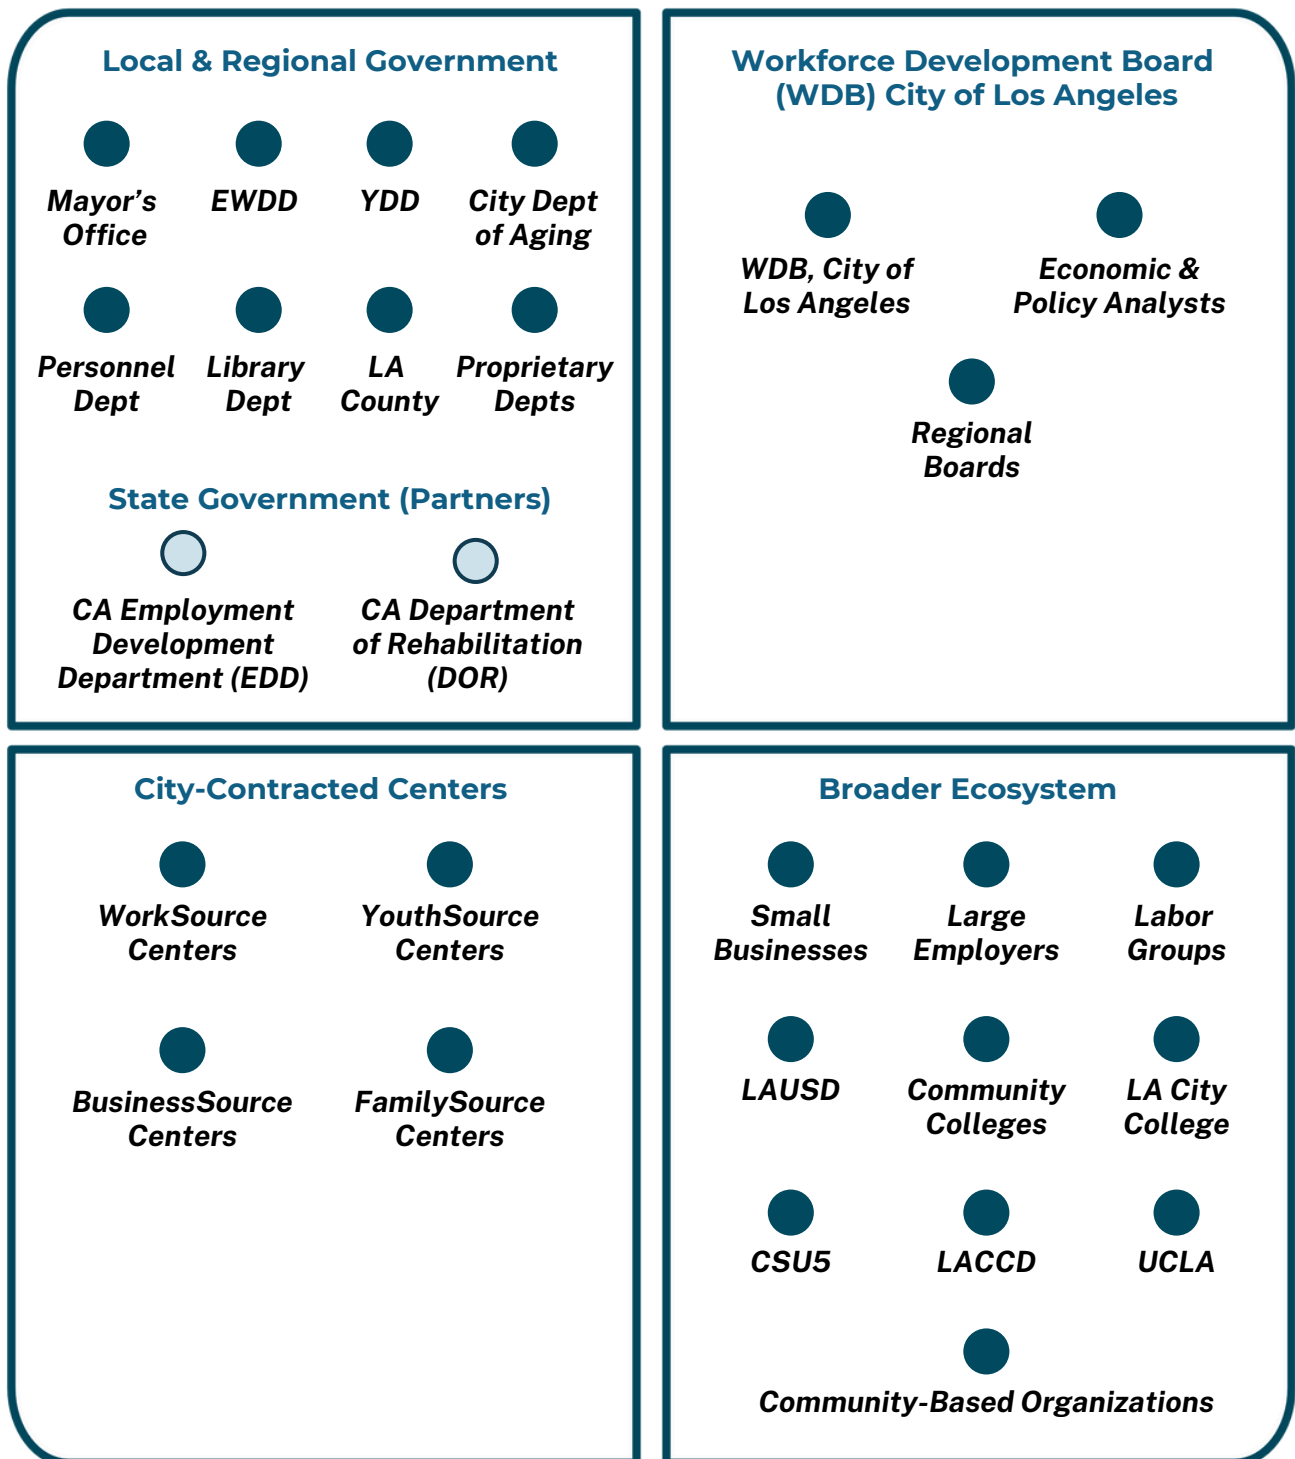 Local & Regional Government
Mayor's
Office
EWDD
YDD
City Dept
of Aging
Personnel
Dept
Library
Dept
LA
County
Proprietary
Depts
State Government (Partners)
CA Employment
Development
Department (EDD)
CA Department
of Rehabilitation
(DOR)
Workforce Development Board
(WDB) City of Los Angeles
WDB, City of
Los Angeles
Economic &
Policy Analysts
Regional
Boards
City-Contracted Centers
WorkSource
Centers
YouthSource
Centers
BusinessSource
Centers
FamilySource
Centers
Broader Ecosystem
Small
Businesses
Large
Employers
Labor
Groups
LAUSD
Community
Colleges
LA City
College
CSU5
LACCD
UCLA
Community-Based Organizations